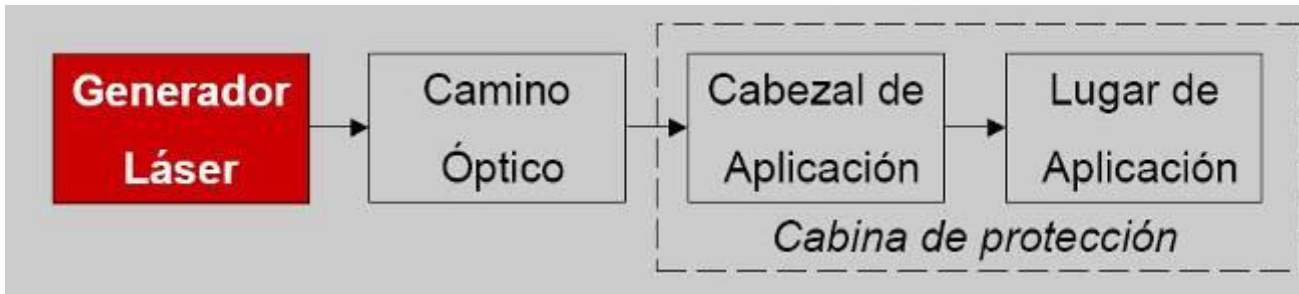 Generador
Láser
Camino
Óptico
Cabezal de
Aplicación
Lugar de
Aplicación
Cabina de protección